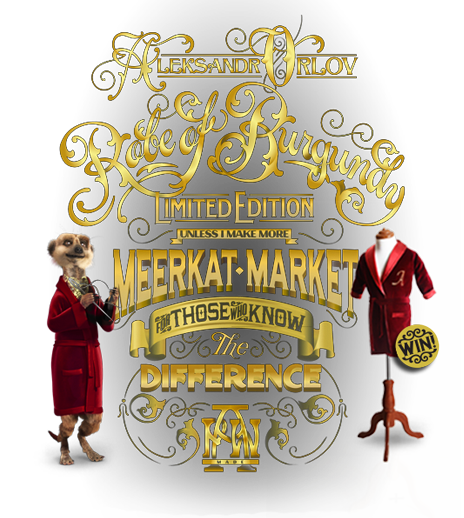 Aleksandr Orlov
Robe of Burgundy
Limited Edition
UNLESS I MAKE MORE
MEERKAT·MARKET
FOR THOSE WHO KNOW
The
DIFFERENCE
A
WIN!